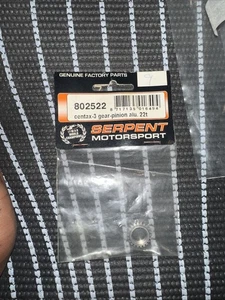 GENUINE FACTORY PARTS
802522
centax-3 gear-pinion alu. 22t
SERPENT
MOTORSPORT